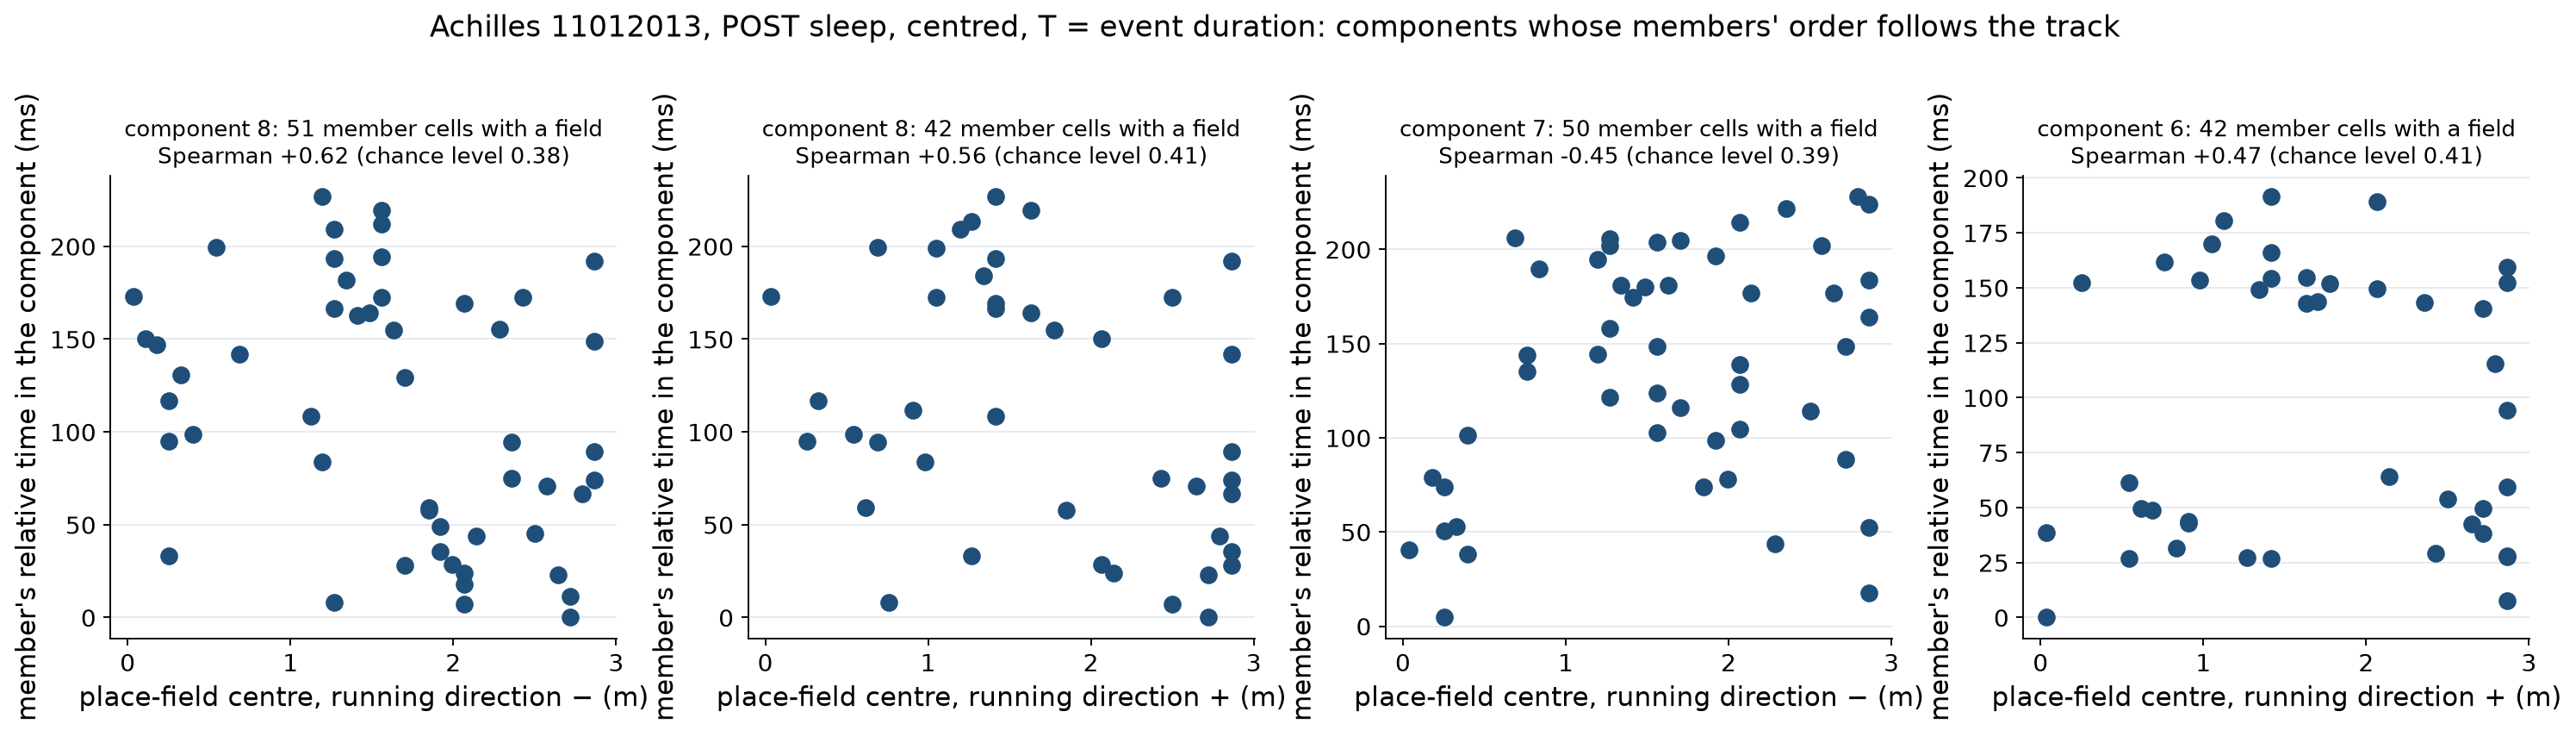 Achilles 11012013, POST sleep, centred, T = event duration: components whose members' order follows the track
component 8: 51 member cells with a field
Spearman +0.62 (chance level 0.38)
member's relative time in the component (ms)
200
150
100
50
0
0 1 2 3
place-field centre, running direction − (m)
component 8: 42 member cells with a field
Spearman +0.56 (chance level 0.41)
member's relative time in the component (ms)
200
150
100
50
0
0 1 2 3
place-field centre, running direction + (m)
component 7: 50 member cells with a field
Spearman -0.45 (chance level 0.39)
member's relative time in the component (ms)
200
150
100
50
0
0 1 2 3
place-field centre, running direction − (m)
component 6: 42 member cells with a field
Spearman +0.47 (chance level 0.41)
member's relative time in the component (ms)
200
175
150
125
100
75
50
25
0
0 1 2 3
place-field centre, running direction + (m)